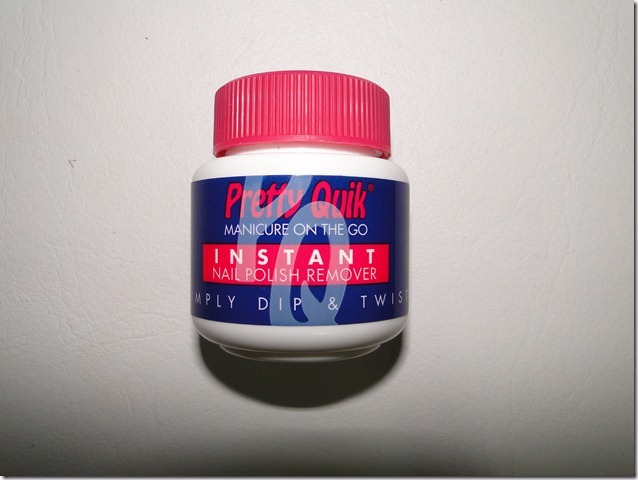 Pretty Quik®
MANICURE ON THE GO
INSTANT
NAIL POLISH REMOVER
MPLY DIP & TWIST